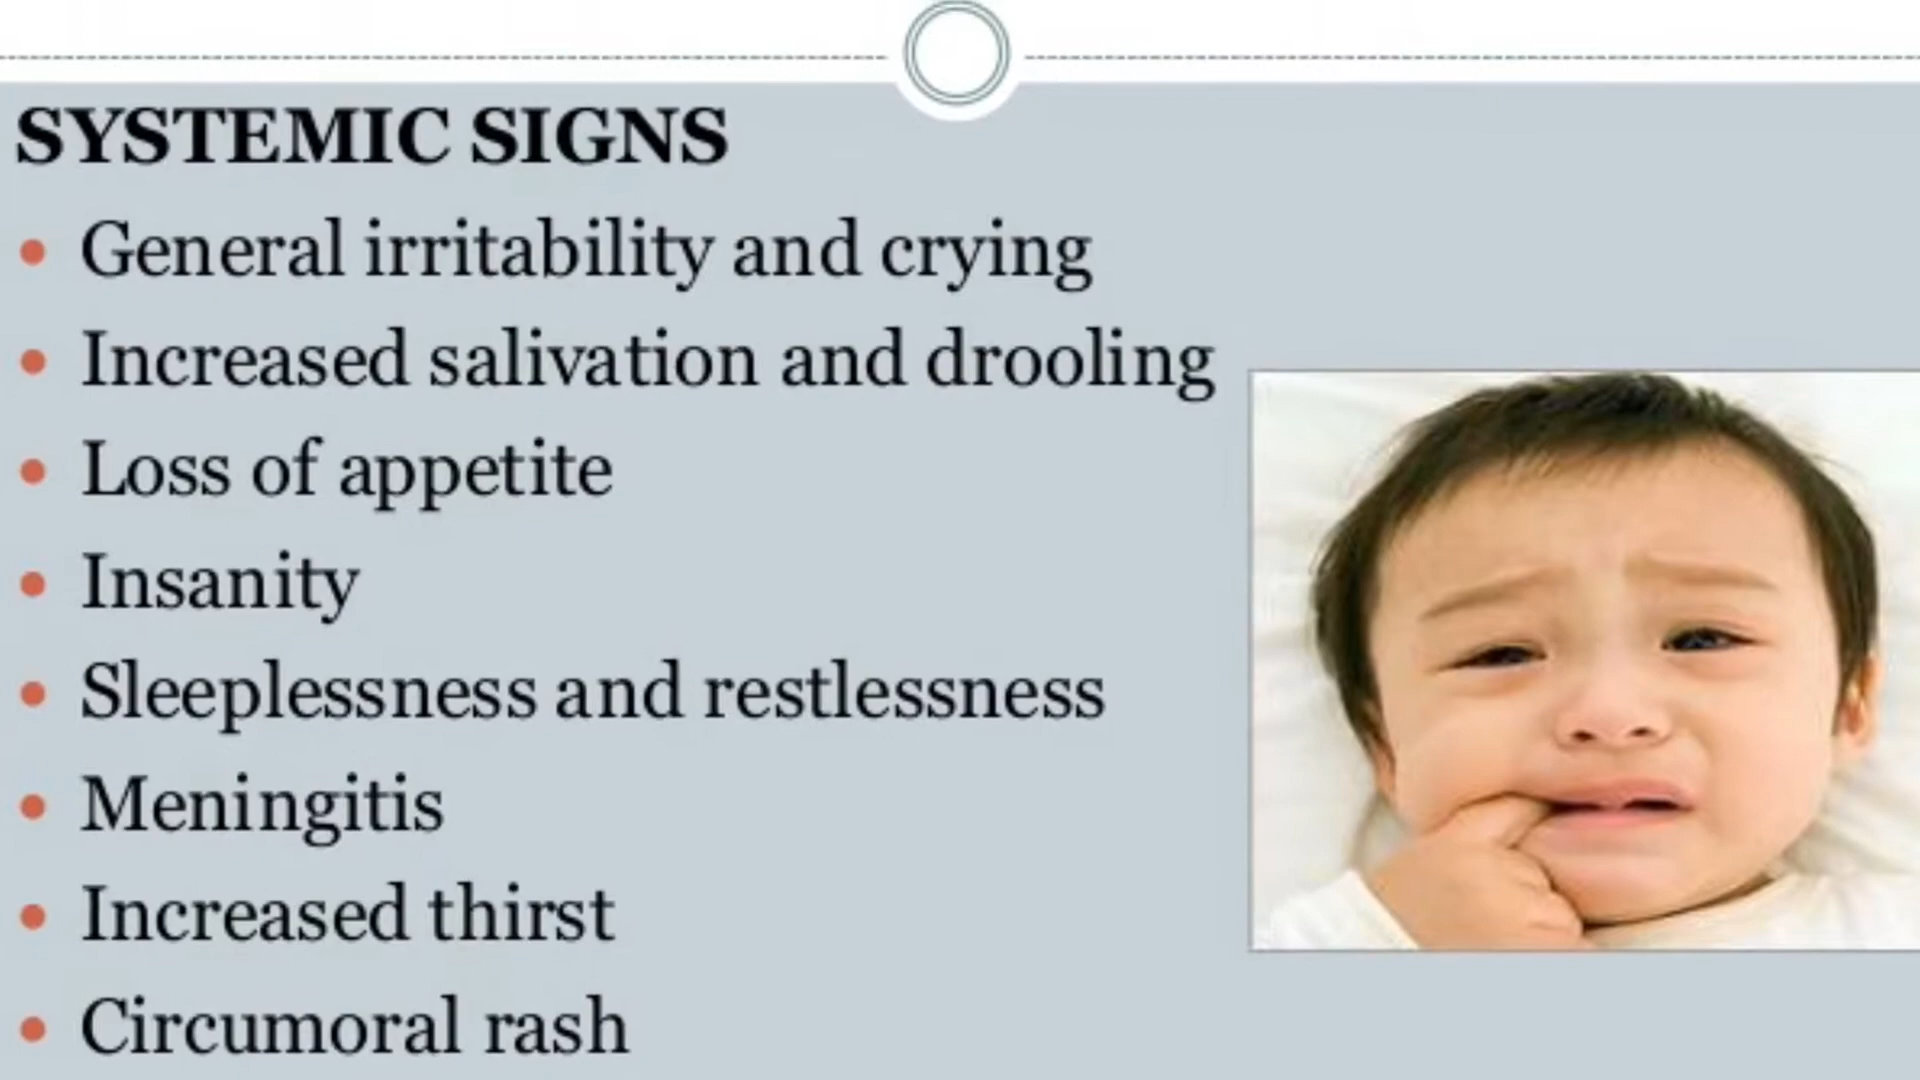 SYSTEMIC SIGNS
• General irritability and crying
• Increased salivation and drooling
• Loss of appetite
• Insanity
• Sleeplessness and restlessness
• Meningitis
• Increased thirst
• Circumoral rash